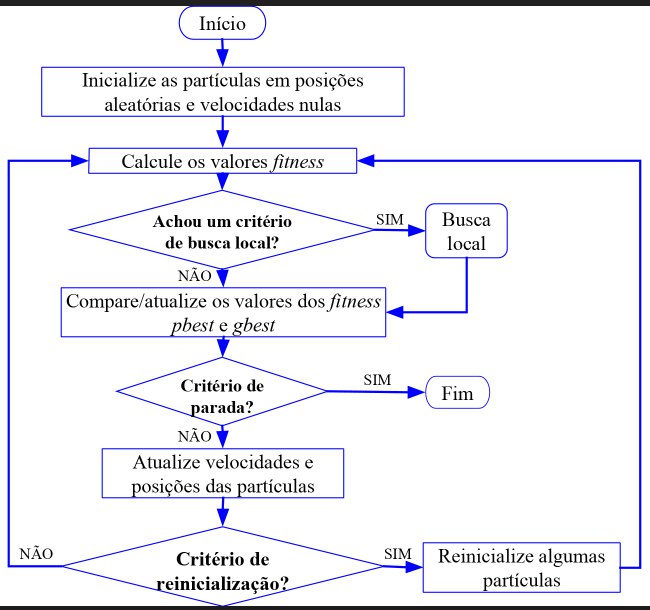 Início
Inicialize as partículas em posições
aleatórias e velocidades nulas
Calcule os valores fitness
Achou um critério
de busca local?
SIM
Busca
local
NÃO
Compare/atualize os valores dos fitness
pbest e gbest
Critério de
parada?
SIM
Fim
NÃO
Atualize velocidades e
posições das partículas
NÃO
Critério de
reinicialização?
SIM
Reinicialize algumas
partículas